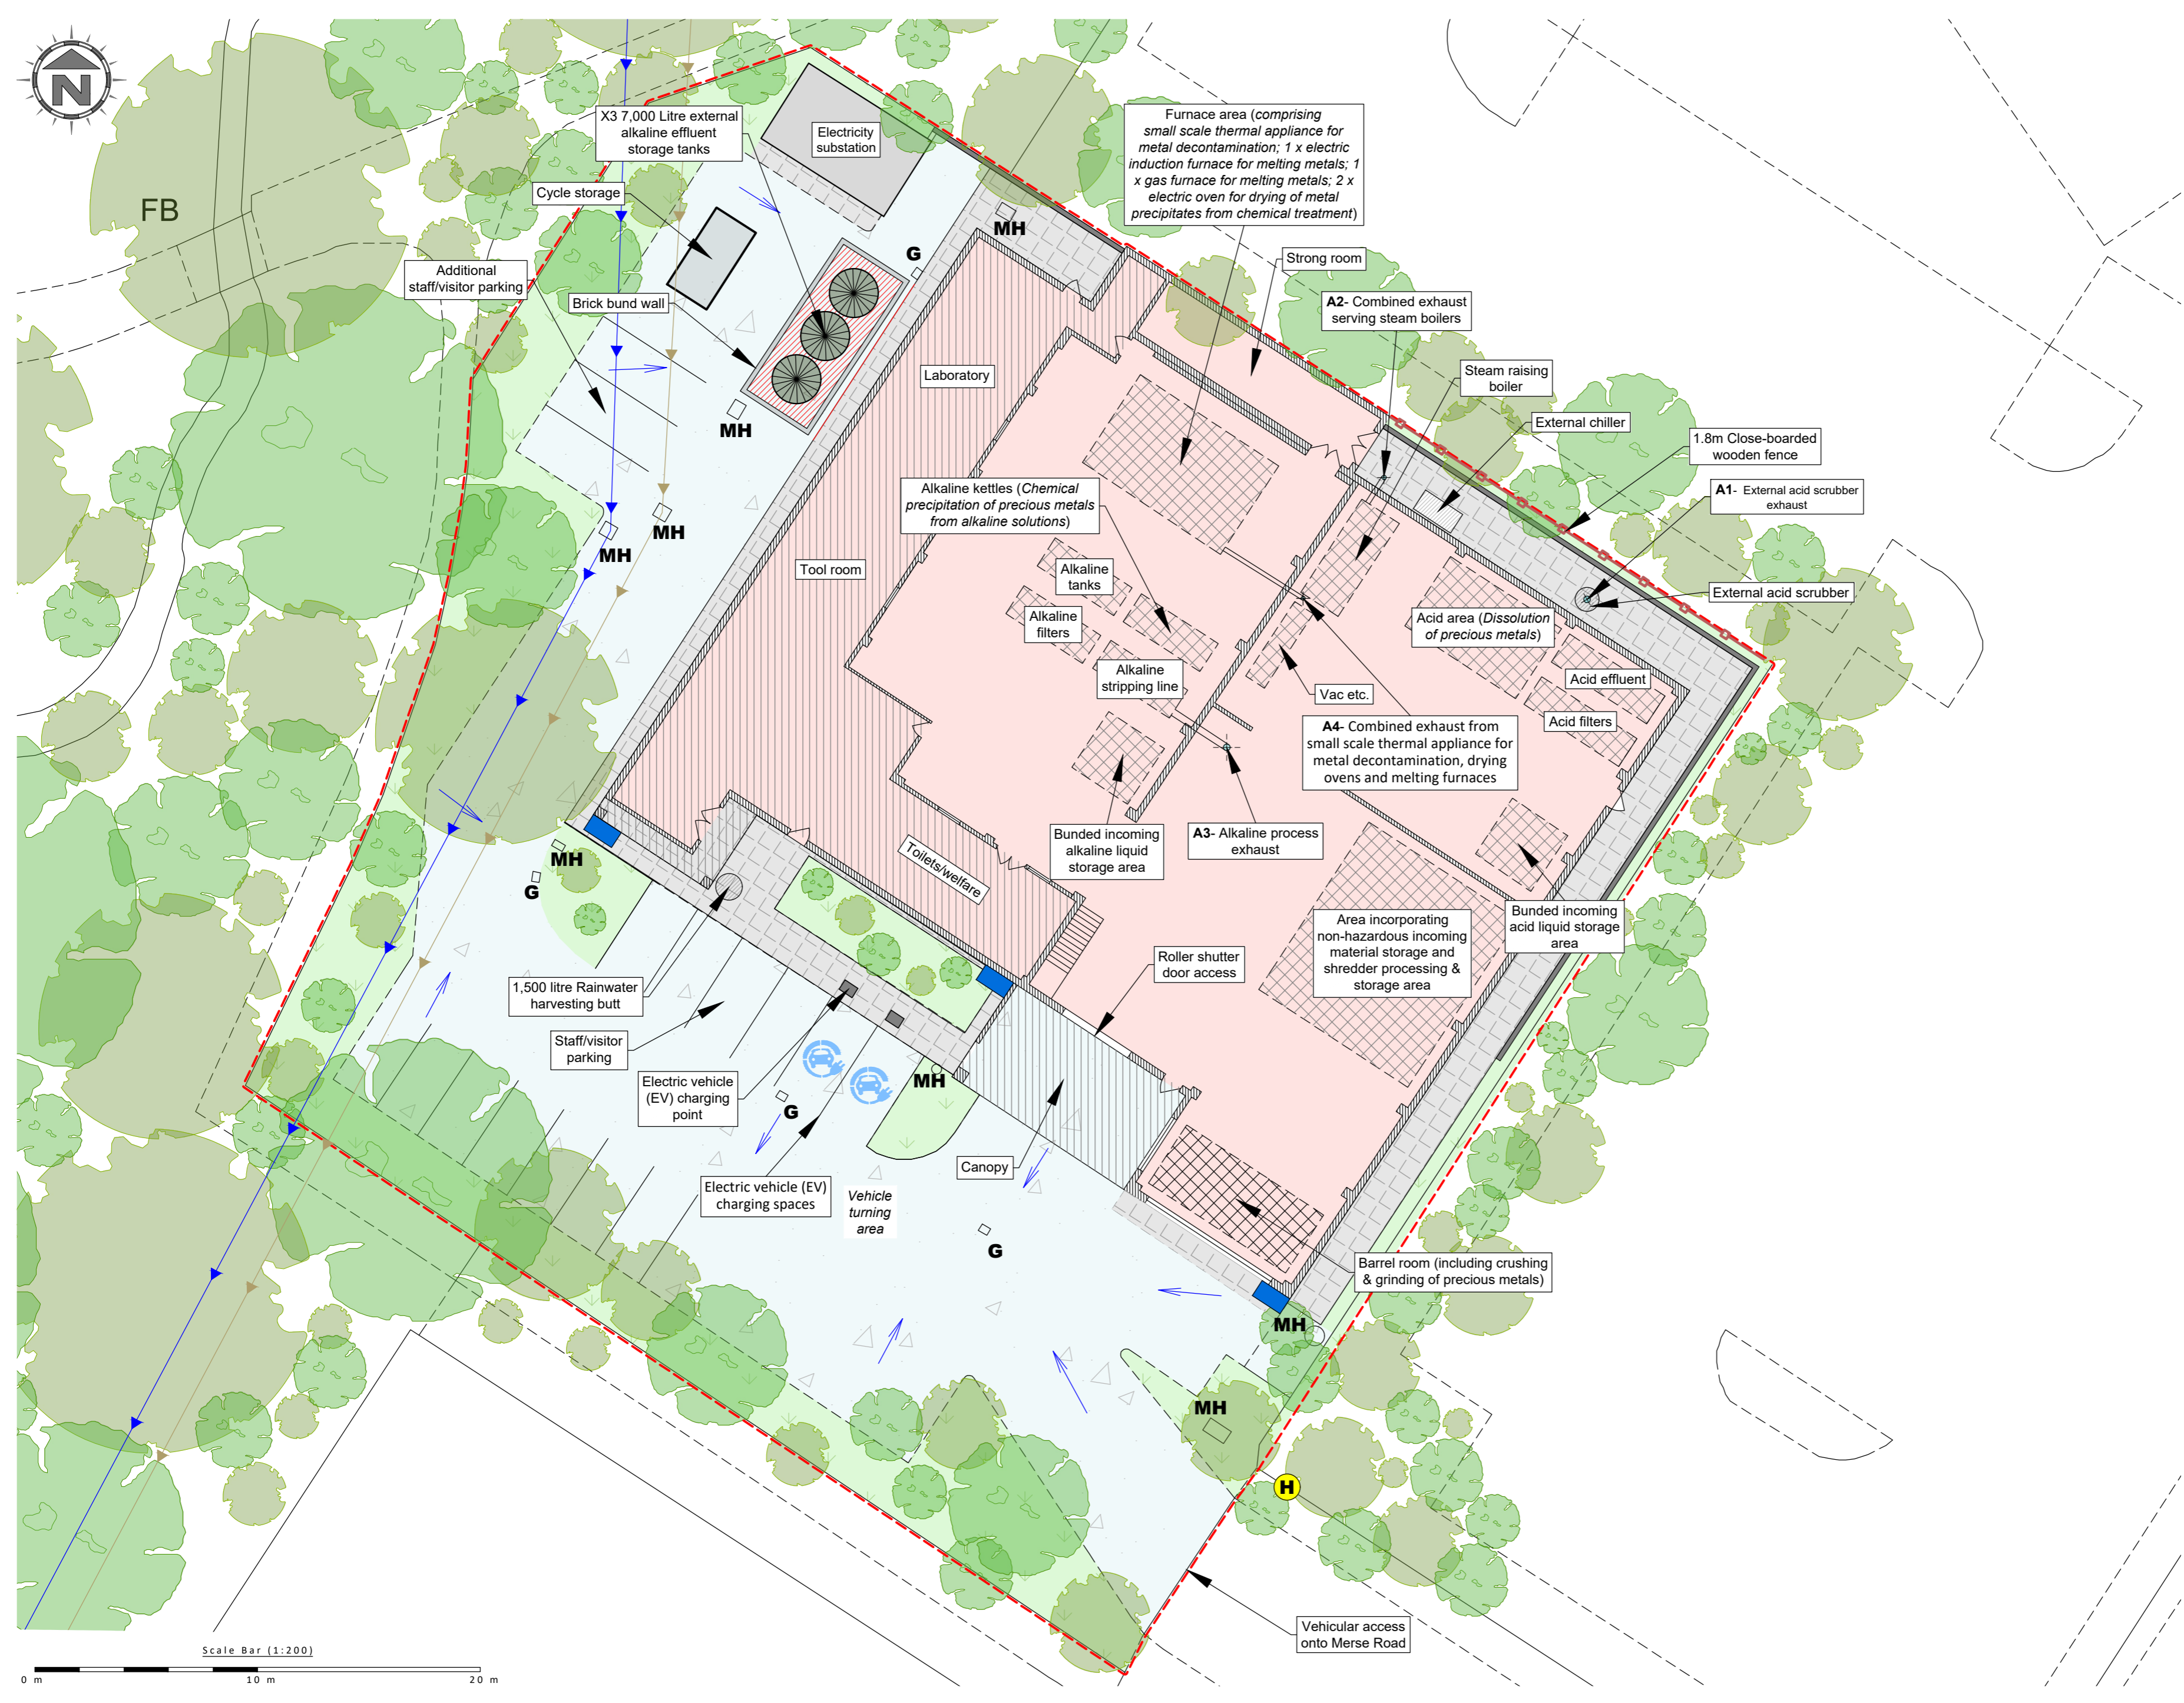 N
FB
X3 7,000 Litre external
alkaline effluent
storage tanks
Electricity
substation
Cycle storage
Additional
staff/visitor parking
Brick bund wall
Furnace area (comprising
small scale thermal appliance for
metal decontamination; 1 x electric
induction furnace for melting metals; 1
x gas furnace for melting metals; 2 x
electric oven for drying of metal
precipitates from chemical treatment)
Strong room
A2- Combined exhaust
serving steam boilers
Steam raising
boiler
External chiller
1.8m Close-boarded
wooden fence
A1- External acid scrubber
exhaust
External acid scrubber
MH
G
MH
MH
MH
Laboratory
Tool room
Alkaline kettles (Chemical
precipitation of precious metals
from alkaline solutions)
Alkaline
tanks
Alkaline
filters
Alkaline
stripping line
Acid area (Dissolution
of precious metals)
Acid effluent
Acid filters
Vac etc.
A4- Combined exhaust from
small scale thermal appliance for
metal decontamination, drying
ovens and melting furnaces
Bunded incoming
alkaline liquid
storage area
A3- Alkaline process
exhaust
Toilets/welfare
MH
G
Area incorporating
non-hazardous incoming
material storage and
shredder processing &
storage area
Bunded incoming
acid liquid storage
area
Roller shutter
door access
1,500 litre Rainwater
harvesting butt
Staff/visitor
parking
Electric vehicle
(EV) charging
point
MH
G
Electric vehicle (EV)
charging spaces
Vehicle
turning
area
Canopy
G
Barrel room (including crushing
& grinding of precious metals)
MH
MH
H
Vehicular access
onto Merse Road
Scale Bar (1:200)
0 m 10 m 20 m